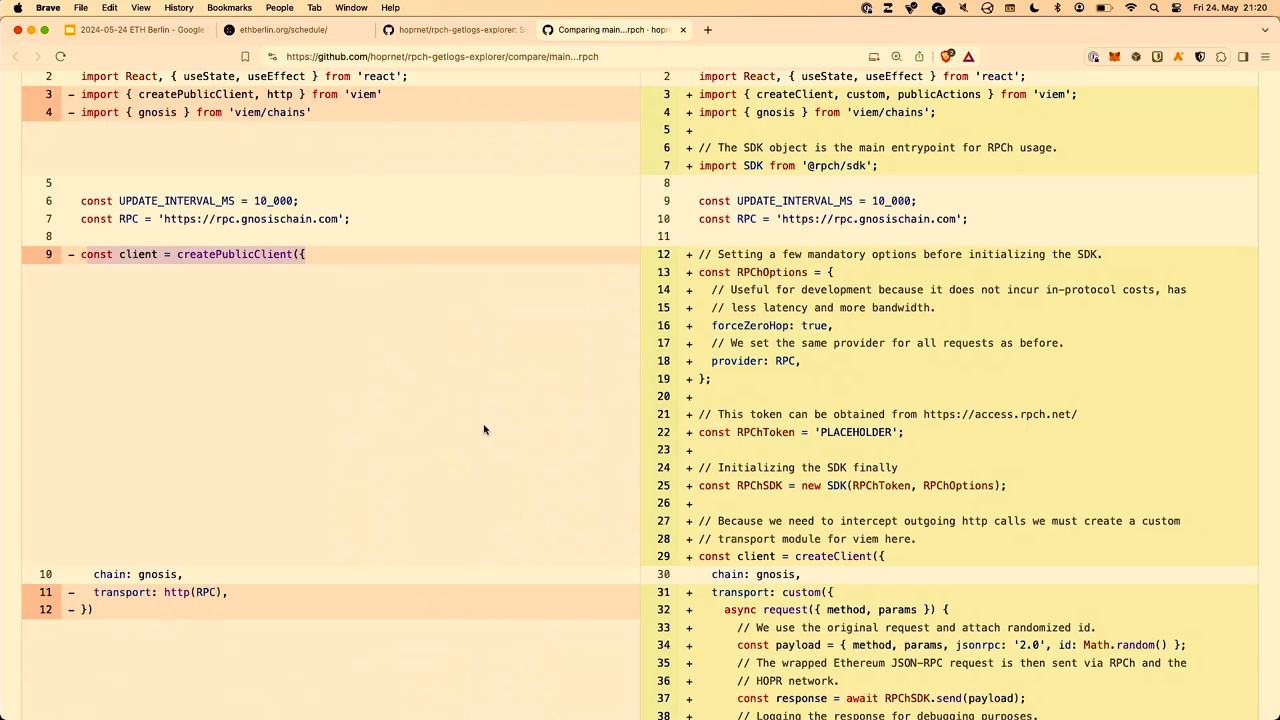 Brave File Edit View History Bookmarks People Tab Window Help Fri 24. May 21:20
2024-05-24 ETH Berlin - Google
ethberlin.org/schedule/
hoprnet/rpch-getlogs-explorer: S
Comparing main...rpch · hopr
https://github.com/hoprnet/rpch-getlogs-explorer/compare/main...rpch
2 import React, { useState, useEffect } from 'react';
3 - import { createPublicClient, http } from 'viem'
4 - import { gnosis } from 'viem/chains'
5
6 const UPDATE_INTERVAL_MS = 10_000;
7 const RPC = 'https://rpc.gnosischain.com';
8
9 - const client = createPublicClient({
10 chain: gnosis,
11 - transport: http(RPC),
12 - })
2 import React, { useState, useEffect } from 'react';
3 + import { createClient, custom, publicActions } from 'viem';
4 + import { gnosis } from 'viem/chains';
5 +
6 + // The SDK object is the main entrypoint for RPCh usage.
7 + import SDK from '@rpch/sdk';
8
9 const UPDATE_INTERVAL_MS = 10_000;
10 const RPC = 'https://rpc.gnosischain.com';
11
12 + // Setting a few mandatory options before initializing the SDK.
13 + const RPChOptions = {
14 + // Useful for development because it does not incur in-protocol costs, has
15 + // less latency and more bandwidth.
16 + forceZeroHop: true,
17 + // We set the same provider for all requests as before.
18 + provider: RPC,
19 + };
20 +
21 + // This token can be obtained from https://access.rpch.net/
22 + const RPChToken = 'PLACEHOLDER';
23 +
24 + // Initializing the SDK finally
25 + const RPChSDK = new SDK(RPChToken, RPChOptions);
26 +
27 + // Because we need to intercept outgoing http calls we must create a custom
28 + // transport module for viem here.
29 + const client = createClient({
30 chain: gnosis,
31 + transport: custom({
32 + async request({ method, params }) {
33 + // We use the original request and attach randomized id.
34 + const payload = { method, params, jsonrpc: '2.0', id: Math.random() };
35 + // The wrapped Ethereum JSON-RPC request is then sent via RPCh and the
36 + // HOPR network.
37 + const response = await RPChSDK.send(payload);
38 + // Logging the response for debugging purposes.